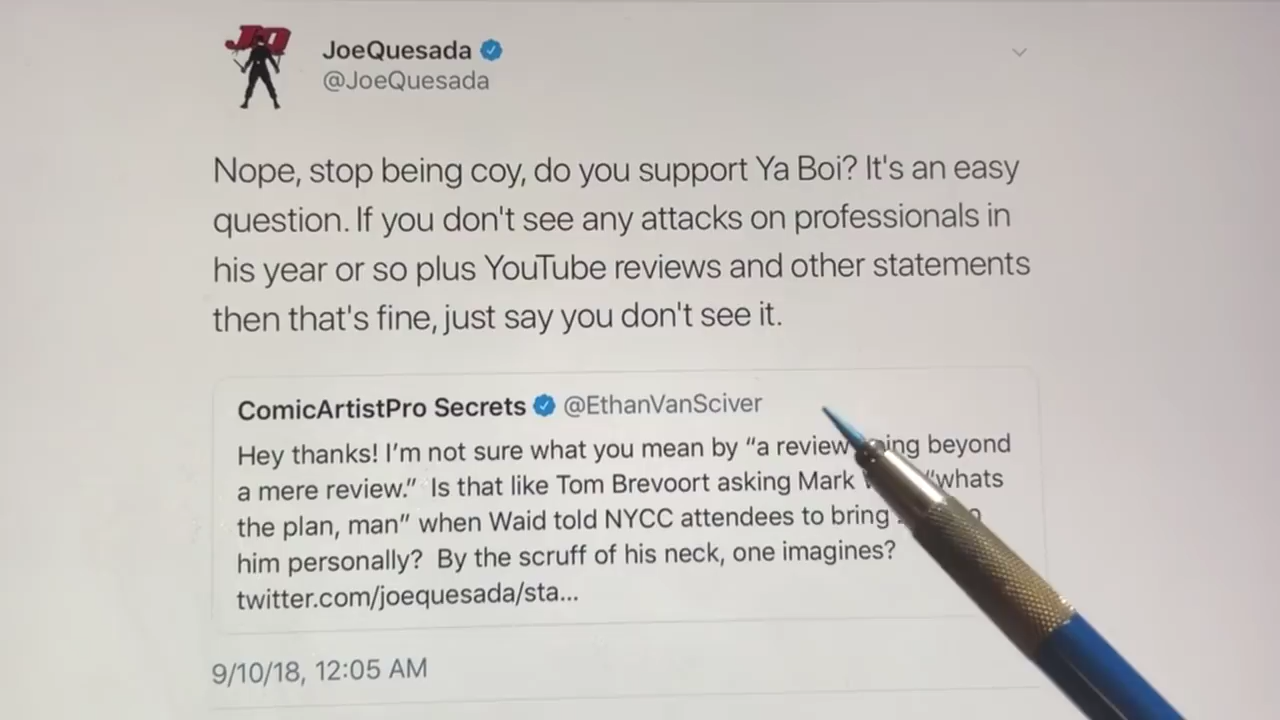 JQ
JoeQuesada
@JoeQuesada
Nope, stop being coy, do you support Ya Boi? It's an easy
question. If you don't see any attacks on professionals in
his year or so plus YouTube reviews and other statements
then that's fine, just say you don't see it.
ComicArtistPro Secrets @EthanVanSciver
Hey thanks! I'm not sure what you mean by “a review beyond
a mere review.” Is that like Tom Brevoort asking Mark “whats
the plan, man” when Waid told NYCC attendees to bring
him personally? By the scruff of his neck, one imagines?
twitter.com/joequesada/sta...
9/10/18, 12:05 AM